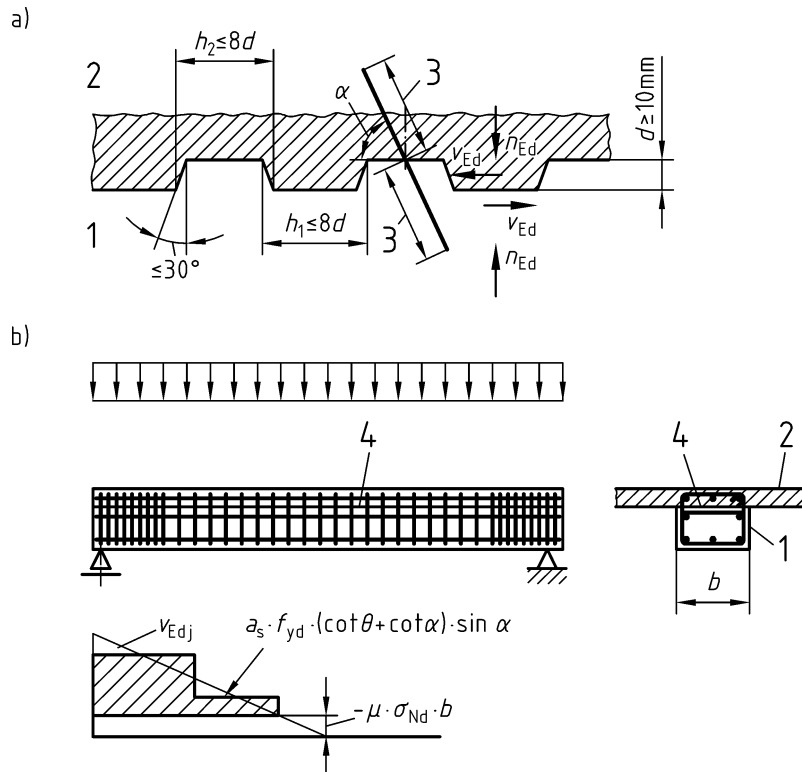 a)
h₂≤8d
2
3
α
v_Ed
n_Ed
d≥10mm
1
h₁≤8d
3
v_Ed
n_Ed
≤30°
b)
4
4
2
1
b
v_Edj
a_s·f_yd·(cotθ+cotα)·sin α
-μ·σ_Nd·b